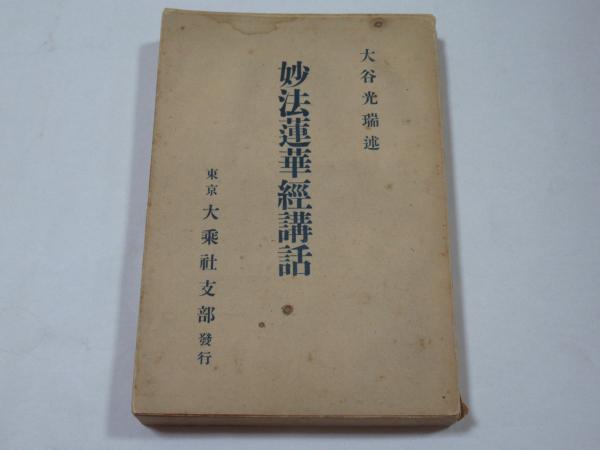 大谷光瑞述
妙法蓮華經講話
東京 大乘社支部 發行